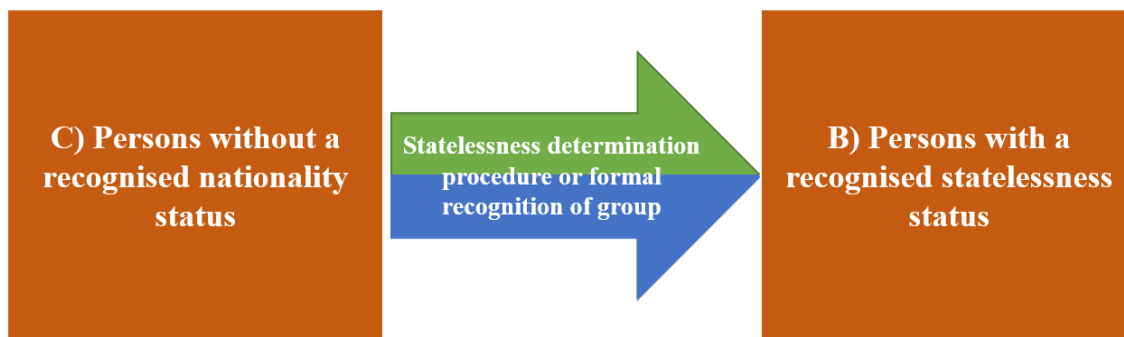 C) Persons without a
recognised nationality
status
Statelessness determination
procedure or formal
recognition of group
B) Persons with a
recognised statelessness
status